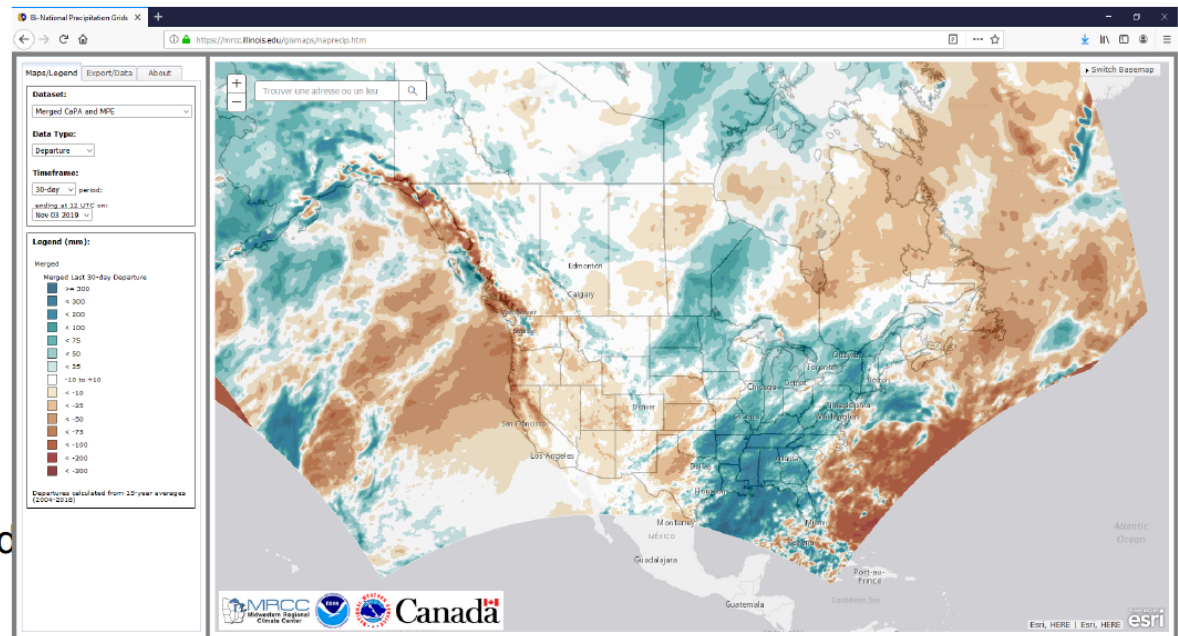 Bi-National Precipitation Grids
https://mrcc.illinois.edu/gismaps/naprecip.htm
Maps/Legend Export/Data About
Dataset:
Merged CaPA and MPE
Data Type:
Departure
Timeframe:
30-day period;
ending at 12 UTC on:
Nov 03 2019
Legend (mm):
Merged
Merged Last 30-day Departure
>= 300
< 300
< 200
< 100
< 75
< 50
< 25
-10 to +10
< -10
< -25
< -50
< -75
< -100
< -200
< -300
Departures calculated from 15-year averages
(2004-2018)
+
−
Trouver une adresse ou un lieu
Switch Basemap
Edmonton
Calgary
Vancouver
Ottawa
Toronto
Chicago
Detroit
Boston
Denver
Philadelphia
Washington
San Francisco
Los Angeles
Dallas
Atlanta
Houston
Monterrey
Miami
MÉXICO
Guadalajara
Atlantic
Ocean
Port-au-
Prince
Guatemala
Caribbean Sea
MRCC
Midwestern Regional
Climate Center
Canada
Esri, HERE | Esri, HERE
POWERED BY
esri
d